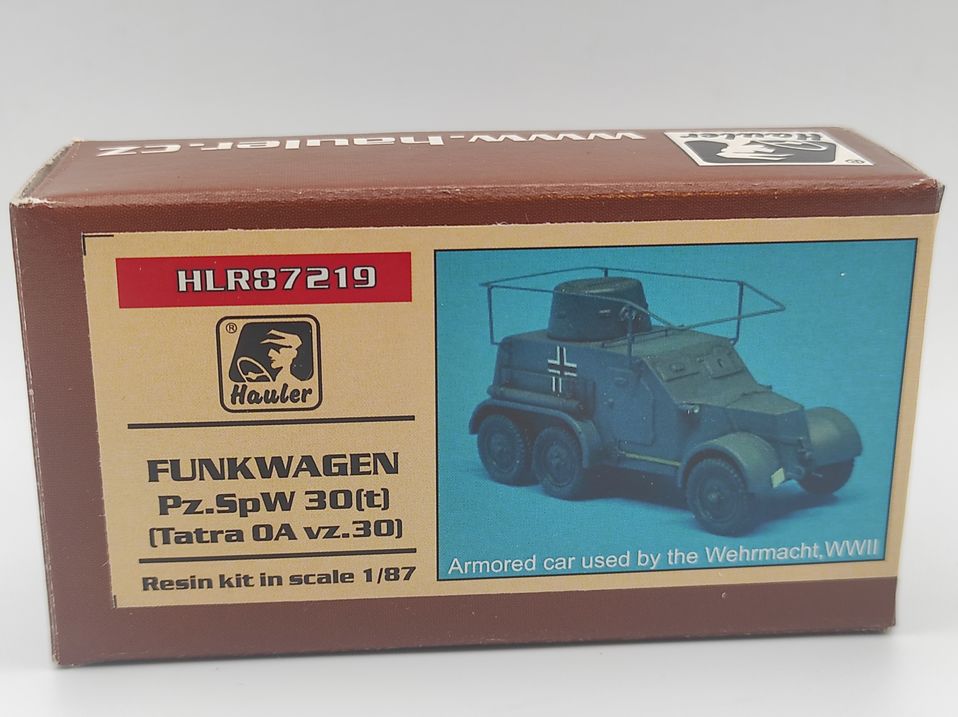 www.hauler.cz
Hauler
®
HLR87219
®
Hauler
FUNKWAGEN
Pz.SpW 30(t)
(Tatra OA vz.30)
Resin kit in scale 1/87
Armored car used by the Wehrmacht,WWII